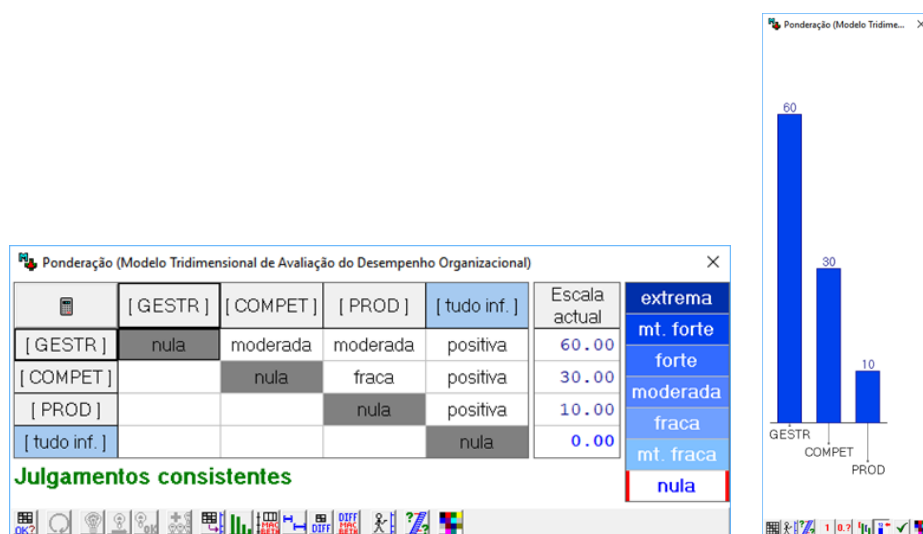 Ponderação (Modelo Tridime...
60
30
10
GESTR
COMPET
PROD
Ponderação (Modelo Tridimensional de Avaliação do Desempenho Organizacional)
[ GESTR ] [ COMPET ] [ PROD ] [ tudo inf. ] Escala actual
[ GESTR ] nula moderada moderada positiva 60.00
[ COMPET ] nula fraca positiva 30.00
[ PROD ] nula positiva 10.00
[ tudo inf. ] nula 0.00
extrema
mt. forte
forte
moderada
fraca
mt. fraca
nula
Julgamentos consistentes
OK?
DIFF